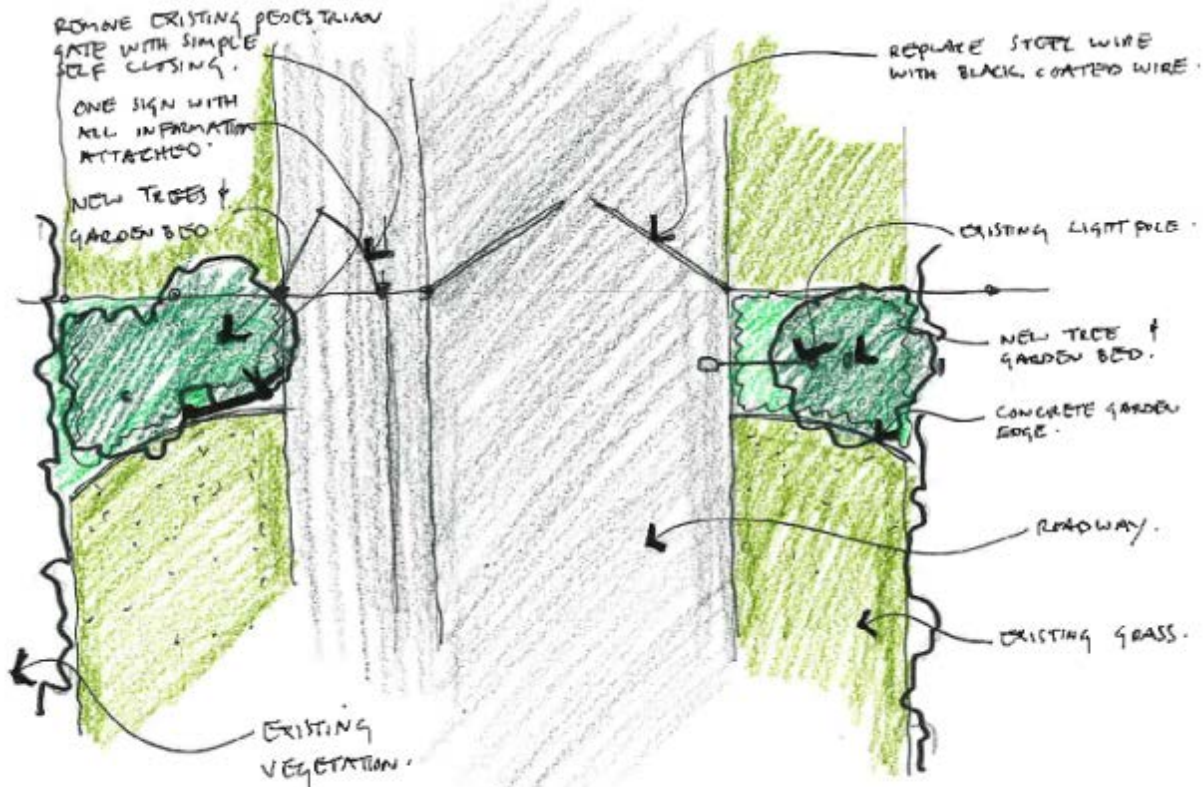 REMOVE EXISTING PEDESTRIAN
GATE WITH SIMPLE
SELF CLOSING.
ONE SIGN WITH
ALL INFORMATION
ATTACHED.
NEW TREES &
GARDEN BED.
REPLACE STEEL WIRE
WITH BLACK COATED WIRE.
EXISTING LIGHT POLE.
NEW TREE &
GARDEN BED.
CONCRETE GARDEN
EDGE.
ROADWAY.
EXISTING GRASS.
EXISTING
VEGETATION.